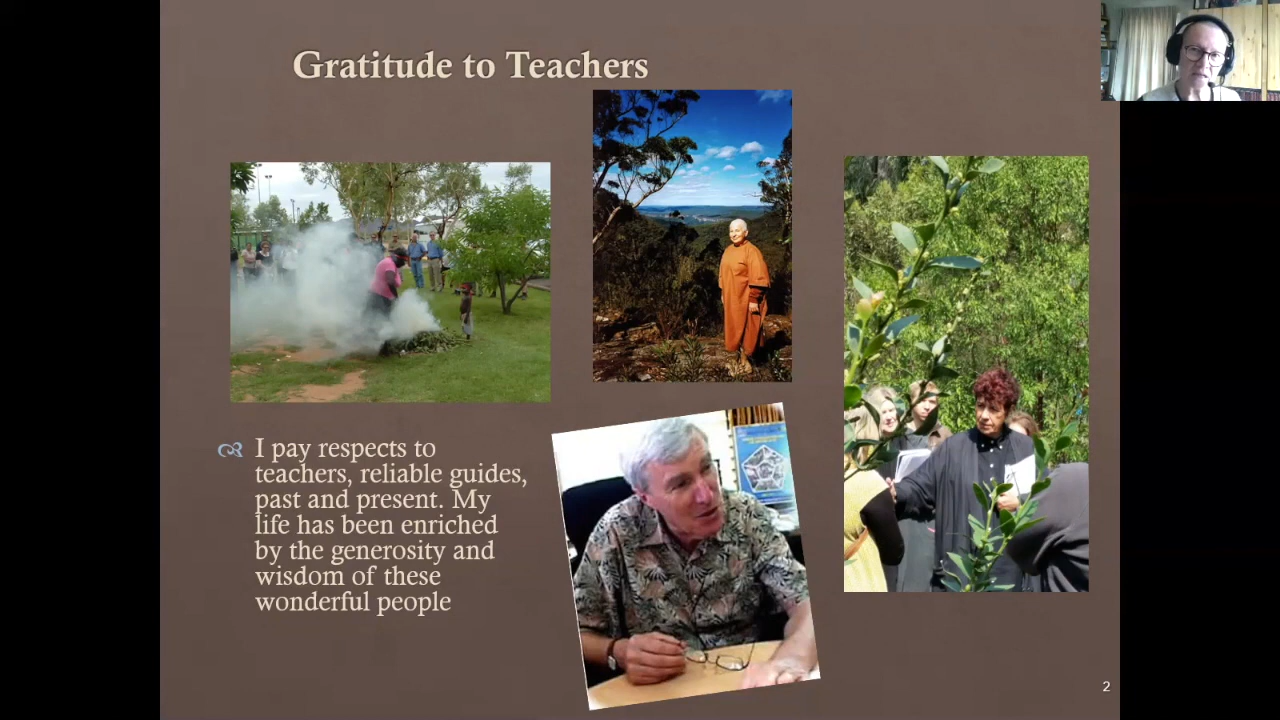 Gratitude to Teachers
I pay respects to
teachers, reliable guides,
past and present. My
life has been enriched
by the generosity and
wisdom of these
wonderful people
2